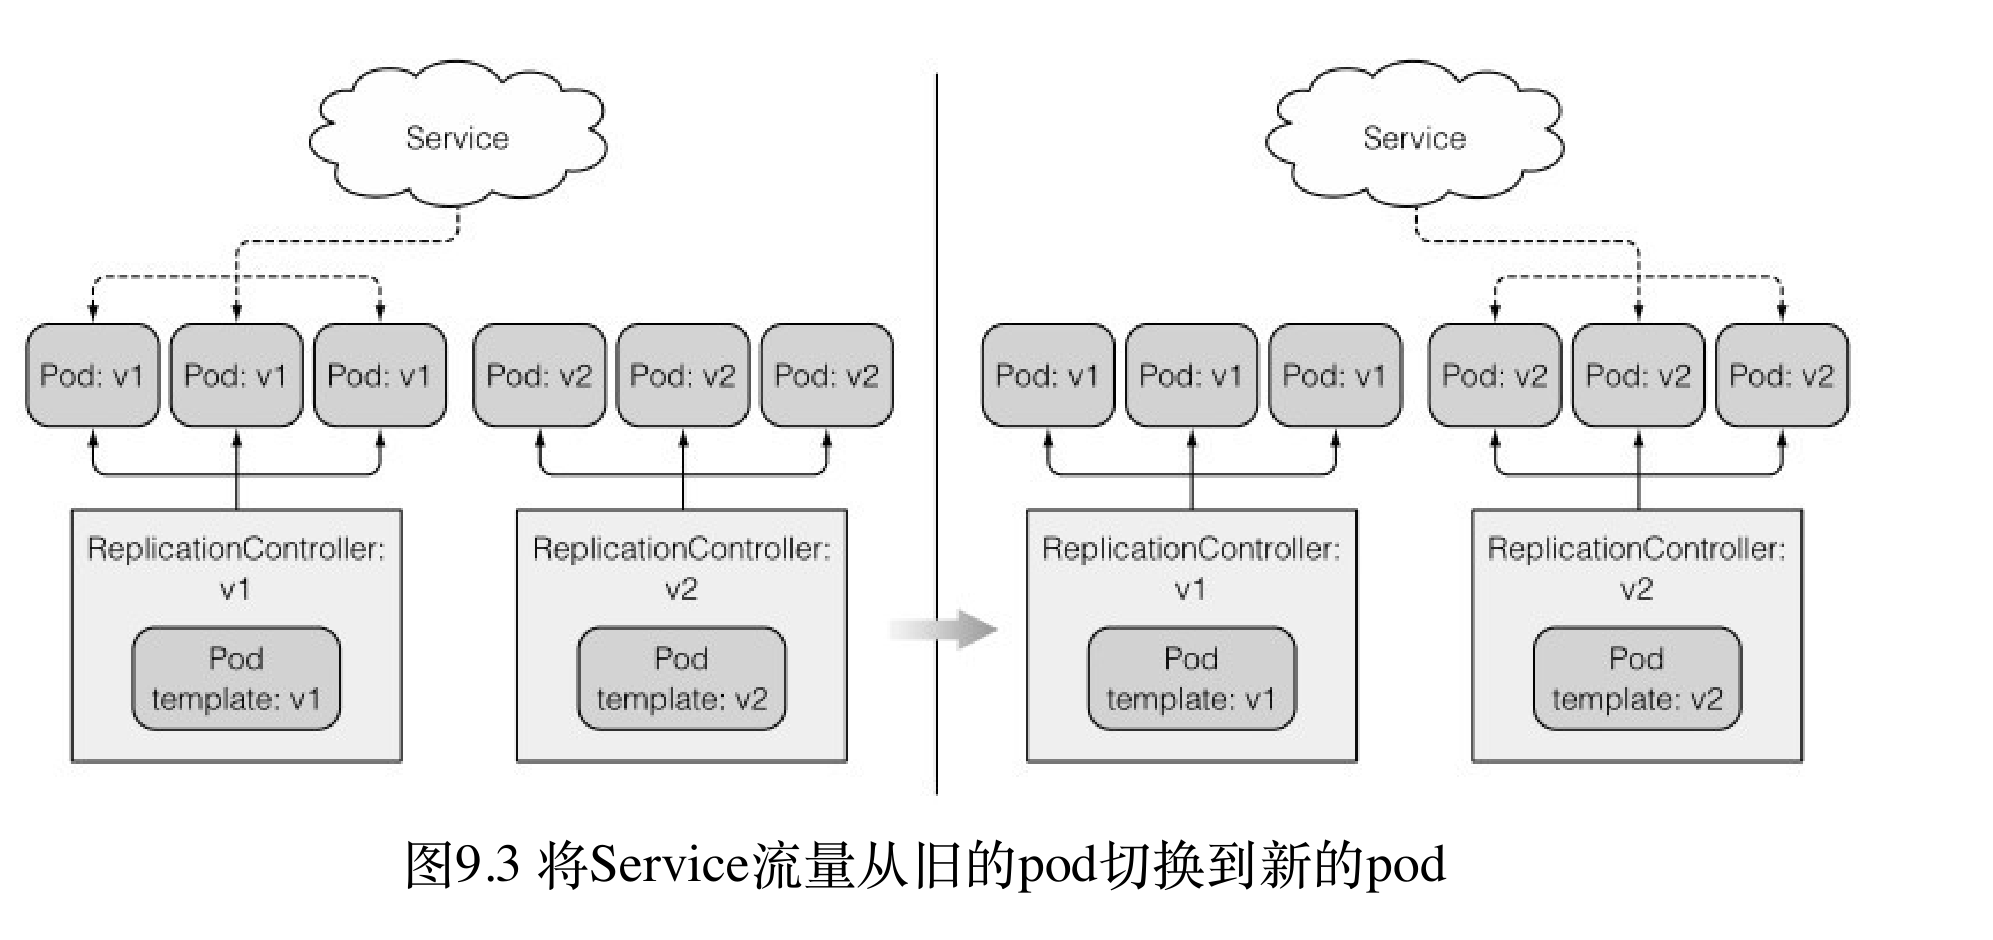 Service
Service
Pod: v1 Pod: v1 Pod: v1 Pod: v2 Pod: v2 Pod: v2
Pod: v1 Pod: v1 Pod: v1 Pod: v2 Pod: v2 Pod: v2
ReplicationController:
v1
Pod
template: v1
ReplicationController:
v2
Pod
template: v2
ReplicationController:
v1
Pod
template: v1
ReplicationController:
v2
Pod
template: v2
图9.3 将Service流量从旧的pod切换到新的pod